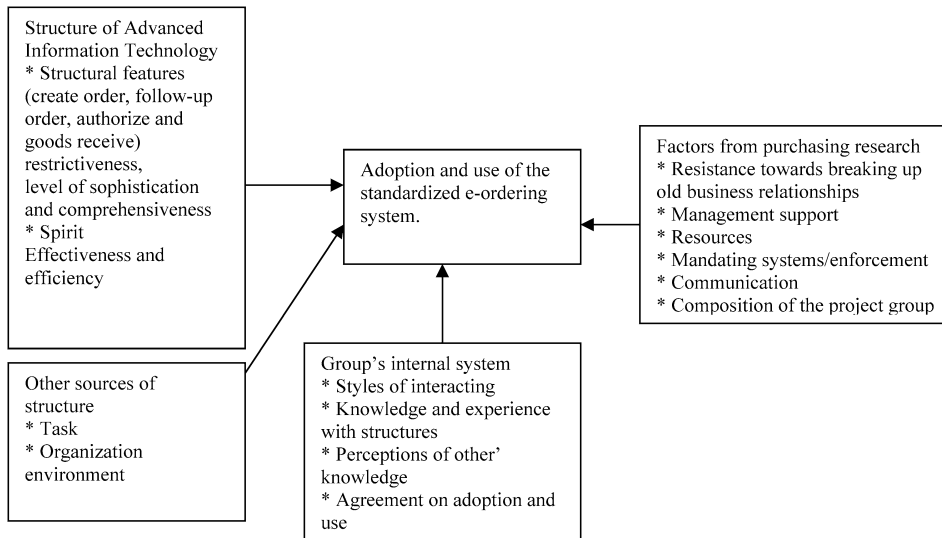 Structure of Advanced
Information Technology
* Structural features
(create order, follow-up
order, authorize and
goods receive)
restrictiveness,
level of sophistication
and comprehensiveness
* Spirit
Effectiveness and
efficiency
Adoption and use of the
standardized e-ordering
system.
Factors from purchasing research
* Resistance towards breaking up
old business relationships
* Management support
* Resources
* Mandating systems/enforcement
* Communication
* Composition of the project group
Other sources of
structure
* Task
* Organization
environment
Group's internal system
* Styles of interacting
* Knowledge and experience
with structures
* Perceptions of other'
knowledge
* Agreement on adoption and
use